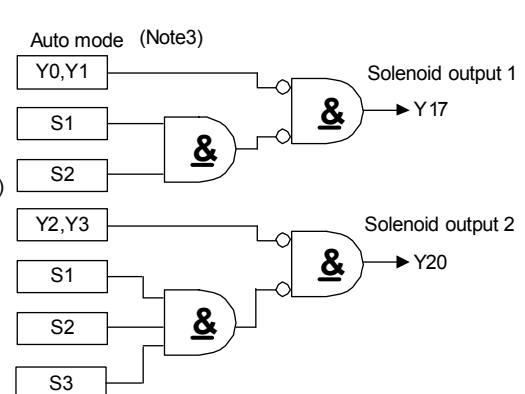 Auto mode (Note3)
Y0,Y1
Solenoid output 1
&
Y17
S1
&
S2
)
Y2,Y3
Solenoid output 2
&
Y20
S1
S2
&
S3